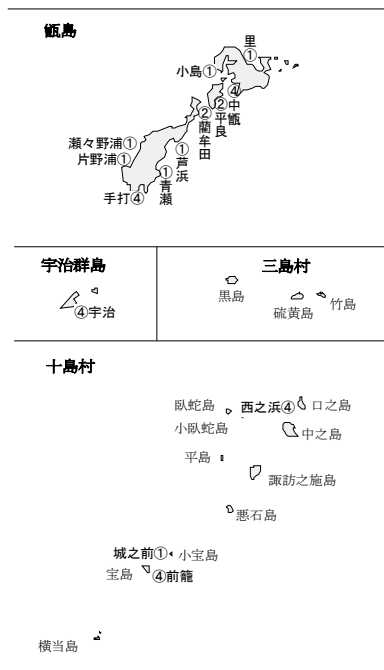 甑島
里
①
小島①
④中甑
②平良
②藺牟田
瀬々野浦①
片野浦①
①芦浜
①青瀬
手打④
宇治群島
④宇治
三島村
黒島
硫黄島
竹島
十島村
臥蛇島
西之浜④
口之島
小臥蛇島
中之島
平島
諏訪之施島
悪石島
城之前①
小宝島
宝島
④前籠
横当島